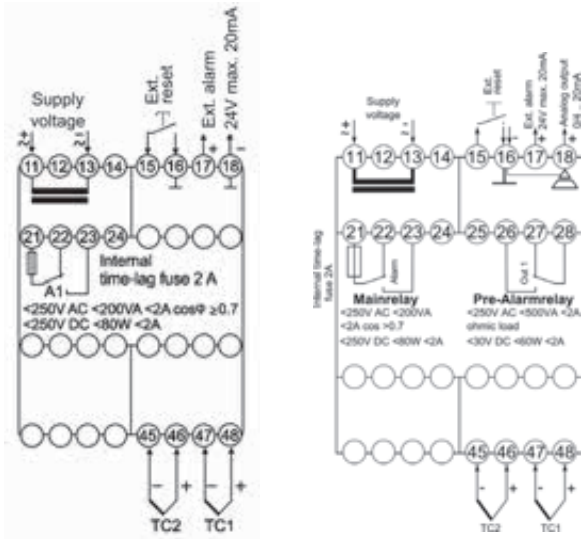 Supply
voltage
Ext.
reset
Ext. alarm
24V max. 20mA
≂+
≂-
+
-
11 12 13 14 15 16 17 18
21 22 23 24
A1
Internal
time-lag fuse 2 A
<250V AC <200VA <2A cosφ ≥0.7
<250V DC <80W <2A
45 46 47 48
- + - +
TC2 TC1
Supply
voltage
Ext.
reset
Ext. alarm
24V max. 20mA
Analog output
0/4 .. 20mA
≂+
≂-
- + +
11 12 13 14 15 16 17 18
21 22 23 24 25 26 27 28
Internal time-lag
fuse 2A
Alarm
Out 1
Mainrelay
<250V AC <200VA
<2A cos >0.7
<250V DC <80W <2A
Pre-Alarmrelay
<250V AC <500VA <2A
ohmic load
<30V DC <60W <2A
45 46 47 48
- + - +
TC2 TC1